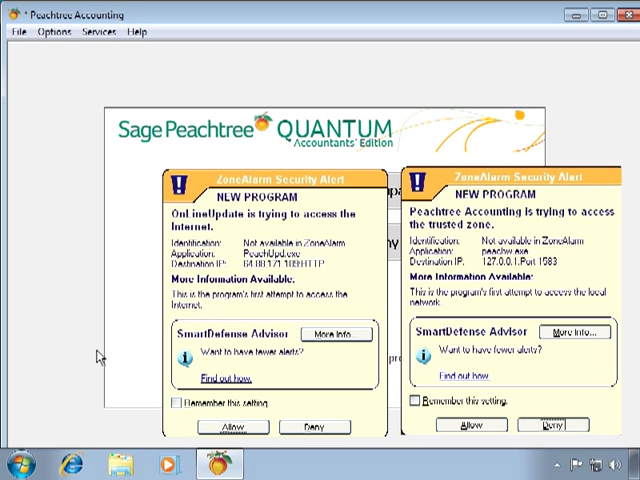 * Peachtree Accounting
File Options Services Help
Sage Peachtree QUANTUM
Accountants' Edition
ZoneAlarm Security Alert
NEW PROGRAM
OnLineUpdate is trying to access the
Internet.
Identification: Not available in ZoneAlarm
Application: PeachUpd.exe
Destination IP: 64.88.171.189:HTTP
More Information Available:
This is the program's first attempt to access the
Internet.
SmartDefense Advisor More Info...
Want to have fewer alerts?
Find out how.
Remember this setting.
Allow Deny
ZoneAlarm Security Alert
NEW PROGRAM
Peachtree Accounting is trying to access
the trusted zone.
Identification: Not available in ZoneAlarm
Application: peachw.exe
Destination IP: 127.0.0.1:Port 1583
More Information Available:
This is the program's first attempt to access the local
network.
SmartDefense Advisor More Info...
Want to have fewer alerts?
Find out how.
Remember this setting.
Allow Deny